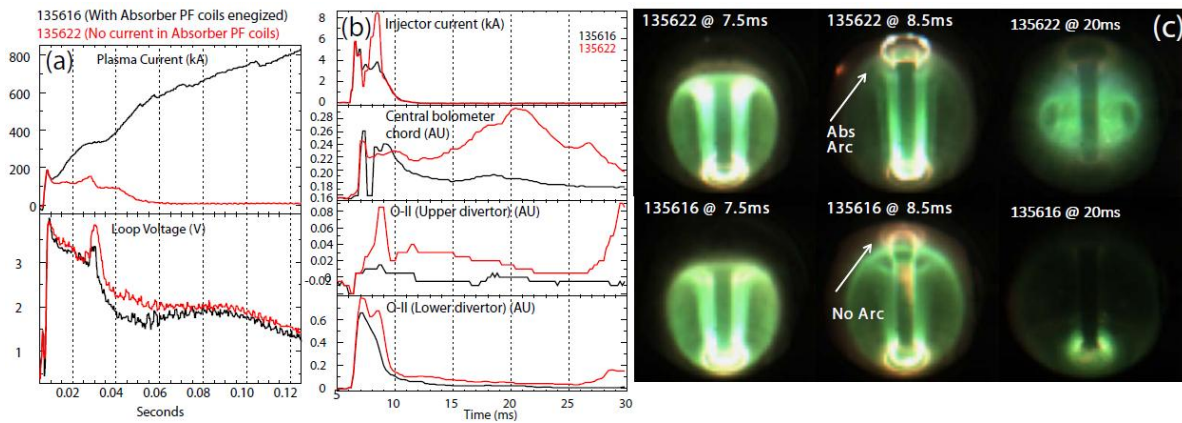 135616 (With Absorber PF coils enegized)
135622 (No current in Absorber PF coils)
(a)
Plasma Current (kA)
800
600
400
200
0
Loop Voltage (V)
3
2
1
0.02 0.04 0.06 0.08 0.10 0.12
Seconds
(b)
Injector current (kA)
135616
135622
8
6
4
2
0
Central bolometer
chord (AU)
0.28
0.26
0.24
0.22
0.20
0.18
0.16
O-II (Upper divertor) (AU)
0.08
0.04
0.02
-0.02
O-II (Lower divertor) (AU)
0.6
0.4
0.2
0
5 10 15 20 25 30
Time (ms)
(c)
135622 @ 7.5ms
135622 @ 8.5ms
135622 @ 20ms
Abs
Arc
135616 @ 7.5ms
135616 @ 8.5ms
135616 @ 20ms
No Arc